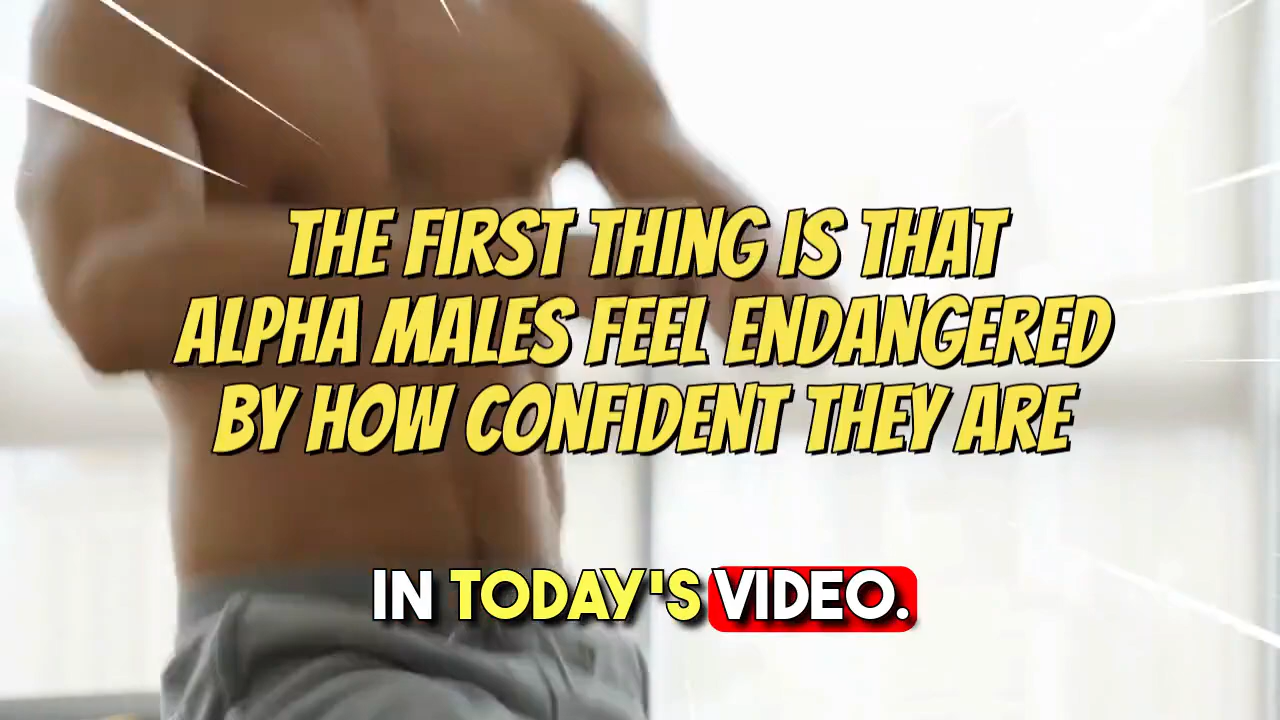 THE FIRST THING IS THAT
ALPHA MALES FEEL ENDANGERED
BY HOW CONFIDENT THEY ARE
IN TODAY'S VIDEO.